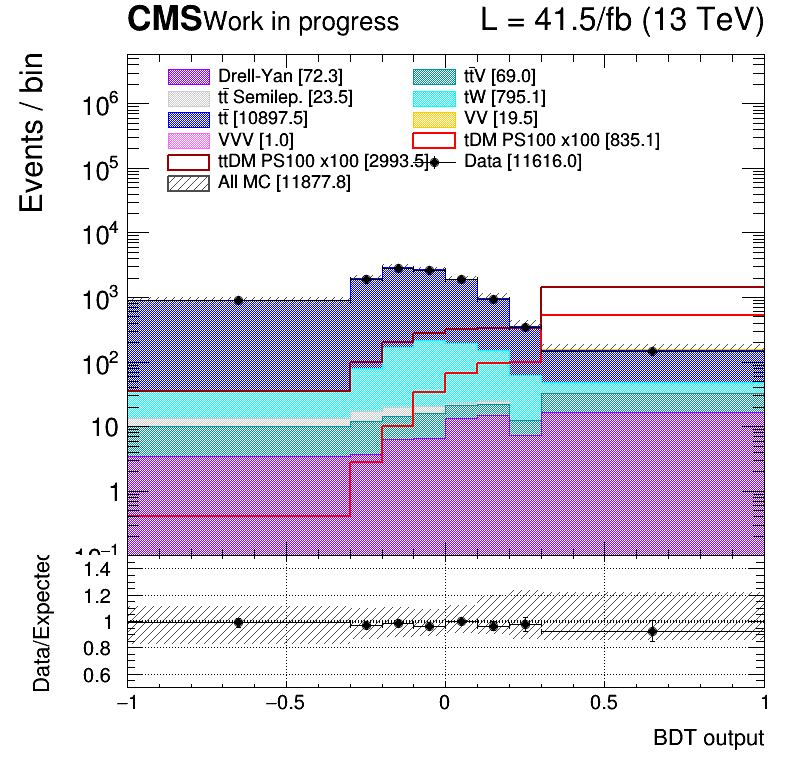 CMS Work in progress L = 41.5/fb (13 TeV)
Events / bin
Drell-Yan [72.3] tt̄V [69.0]
tt̄ Semilep. [23.5] tW [795.1]
tt̄ [10897.5] VV [19.5]
VVV [1.0] tDM PS100 x100 [835.1]
ttDM PS100 x100 [2993.5] Data [11616.0]
All MC [11877.8]
10⁶
10⁵
10⁴
10³
10²
10
1
10⁻¹
Data/Expected
1.4
1.2
1
0.8
0.6
−1 −0.5 0 0.5 1
BDT output